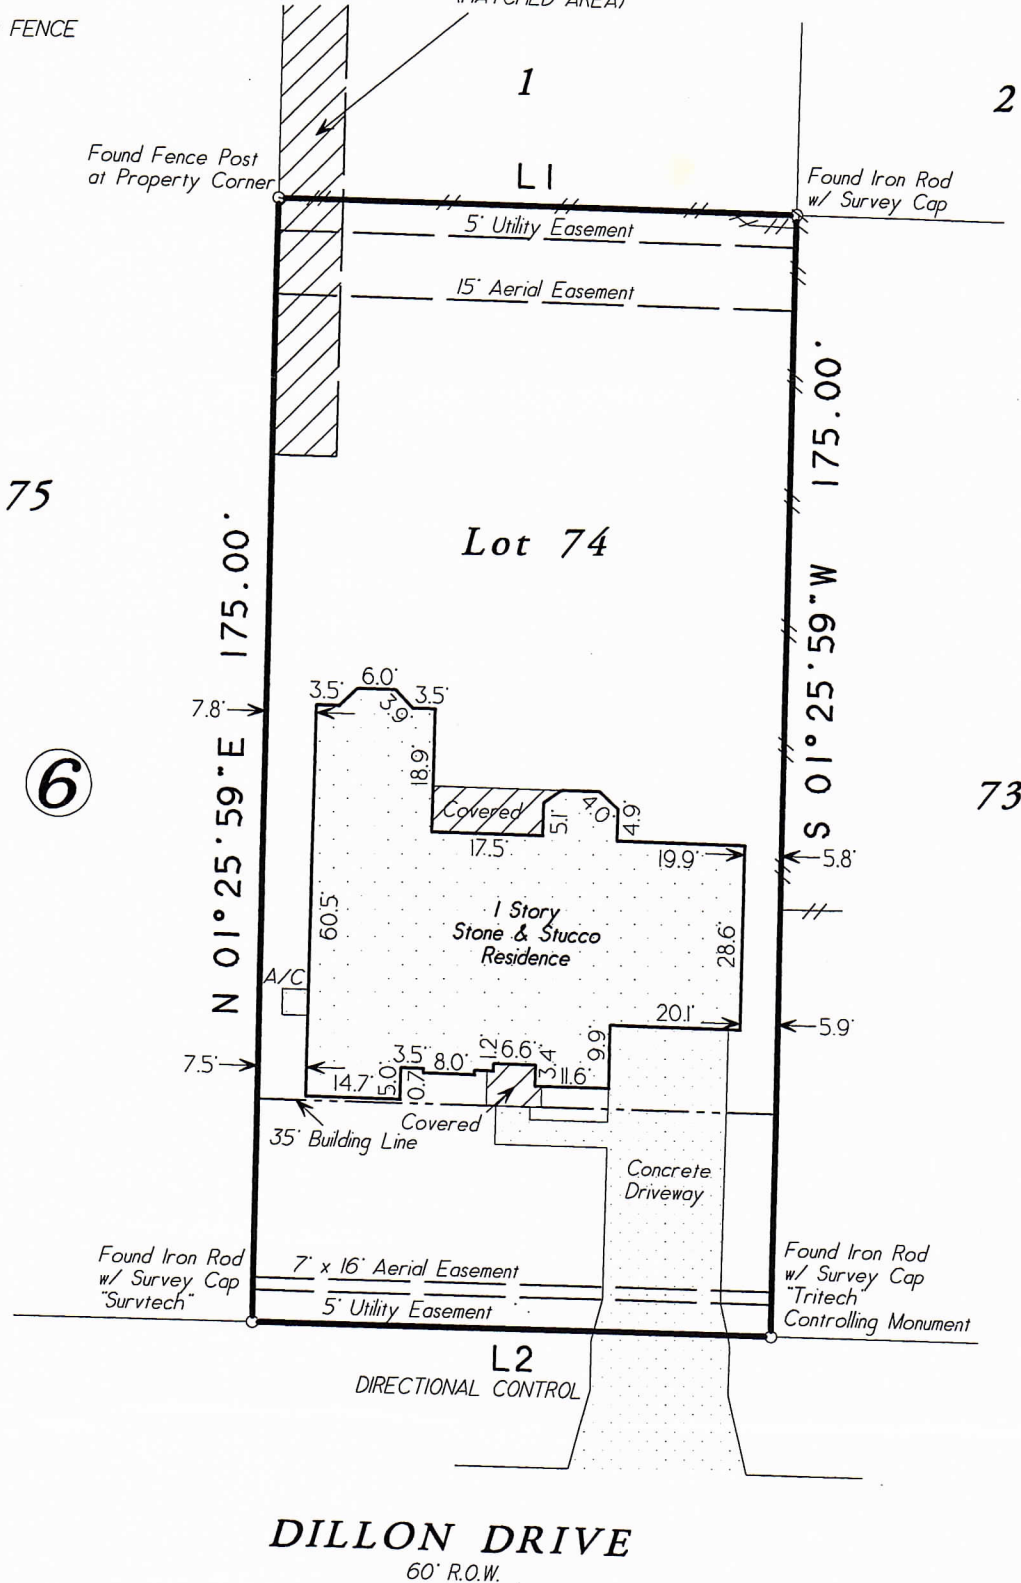 FENCE
1
2
Found Fence Post
at Property Corner
L1
Found Iron Rod
w/ Survey Cap
5' Utility Easement
15' Aerial Easement
175.00'
75
Lot 74
175.00'
S 01°25'59"W
N 01°25'59"E
3.5'
6.0'
3.9'
3.5'
7.8'
18.9'
6
73
Covered
5.1'
4.0'
4.9'
17.5'
19.9'
5.8'
60.5'
1 Story
Stone & Stucco
Residence
28.6'
A/C
20.1'
5.9'
7.5'
14.7'
5.0'
3.5'
0.7'
8.0'
1.2'
6.6'
3.4'
11.6'
9.9'
35' Building Line
Covered
Concrete
Driveway
Found Iron Rod
w/ Survey Cap
"Survtech"
7' x 16' Aerial Easement
5' Utility Easement
Found Iron Rod
w/ Survey Cap
"Tritech"
Controlling Monument
L2
DIRECTIONAL CONTROL
DILLON DRIVE
60' R.O.W.